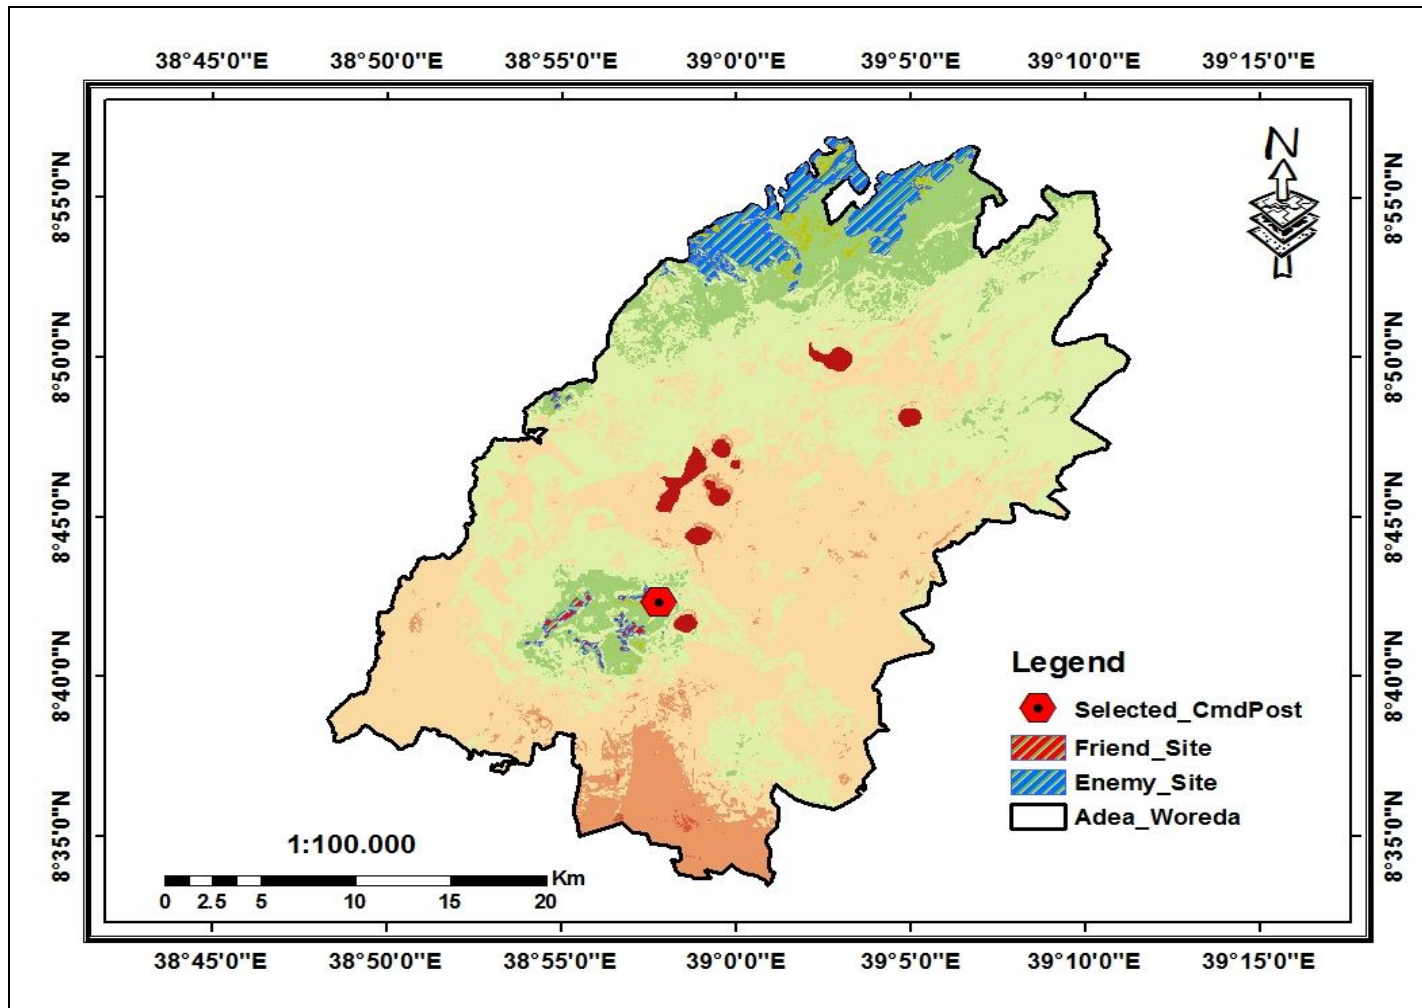 38°45'0"E 38°50'0"E 38°55'0"E 39°0'0"E 39°5'0"E 39°10'0"E 39°15'0"E
N
8°55'0"N 8°55'0"N
8°50'0"N 8°50'0"N
8°45'0"N 8°45'0"N
8°40'0"N 8°40'0"N
8°35'0"N 8°35'0"N
Legend
Selected_CmdPost
Friend_Site
Enemy_Site
Adea_Woreda
1:100.000
Km
0 2.5 5 10 15 20
38°45'0"E 38°50'0"E 38°55'0"E 39°0'0"E 39°5'0"E 39°10'0"E 39°15'0"E